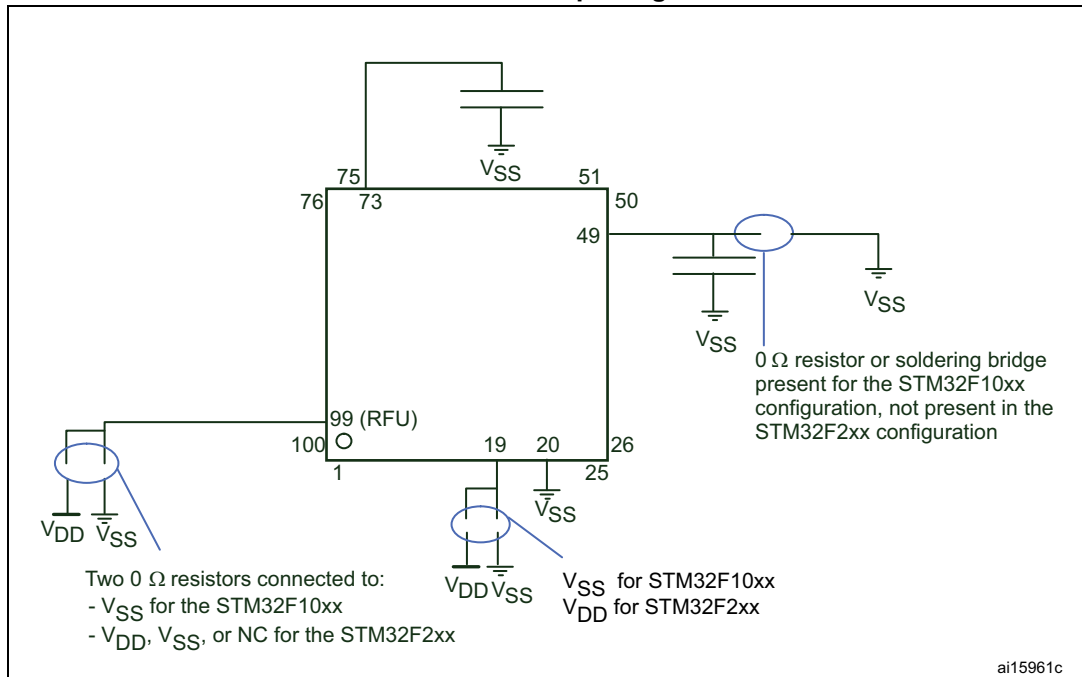 VSS
75
51
76
73
50
49
VSS
VSS
0 Ω resistor or soldering bridge
present for the STM32F10xx
configuration, not present in the
STM32F2xx configuration
99 (RFU)
100
19
20
26
1
25
VSS
VDD
VSS
VDD
VSS
Two 0 Ω resistors connected to:
- VSS for the STM32F10xx
- VDD, VSS, or NC for the STM32F2xx
VSS for STM32F10xx
VDD for STM32F2xx
ai15961c